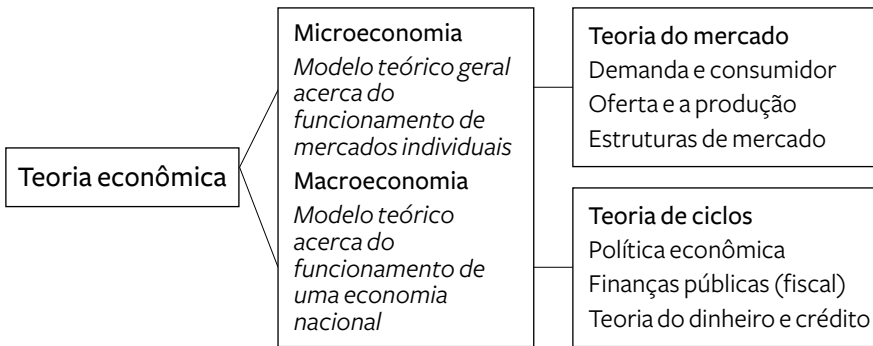 Teoria econômica
Microeconomia
Modelo teórico geral
acerca do
funcionamento de
mercados individuais
Macroeconomia
Modelo teórico
acerca do
funcionamento de
uma economia
nacional
Teoria do mercado
Demanda e consumidor
Oferta e a produção
Estruturas de mercado
Teoria de ciclos
Política econômica
Finanças públicas (fiscal)
Teoria do dinheiro e crédito